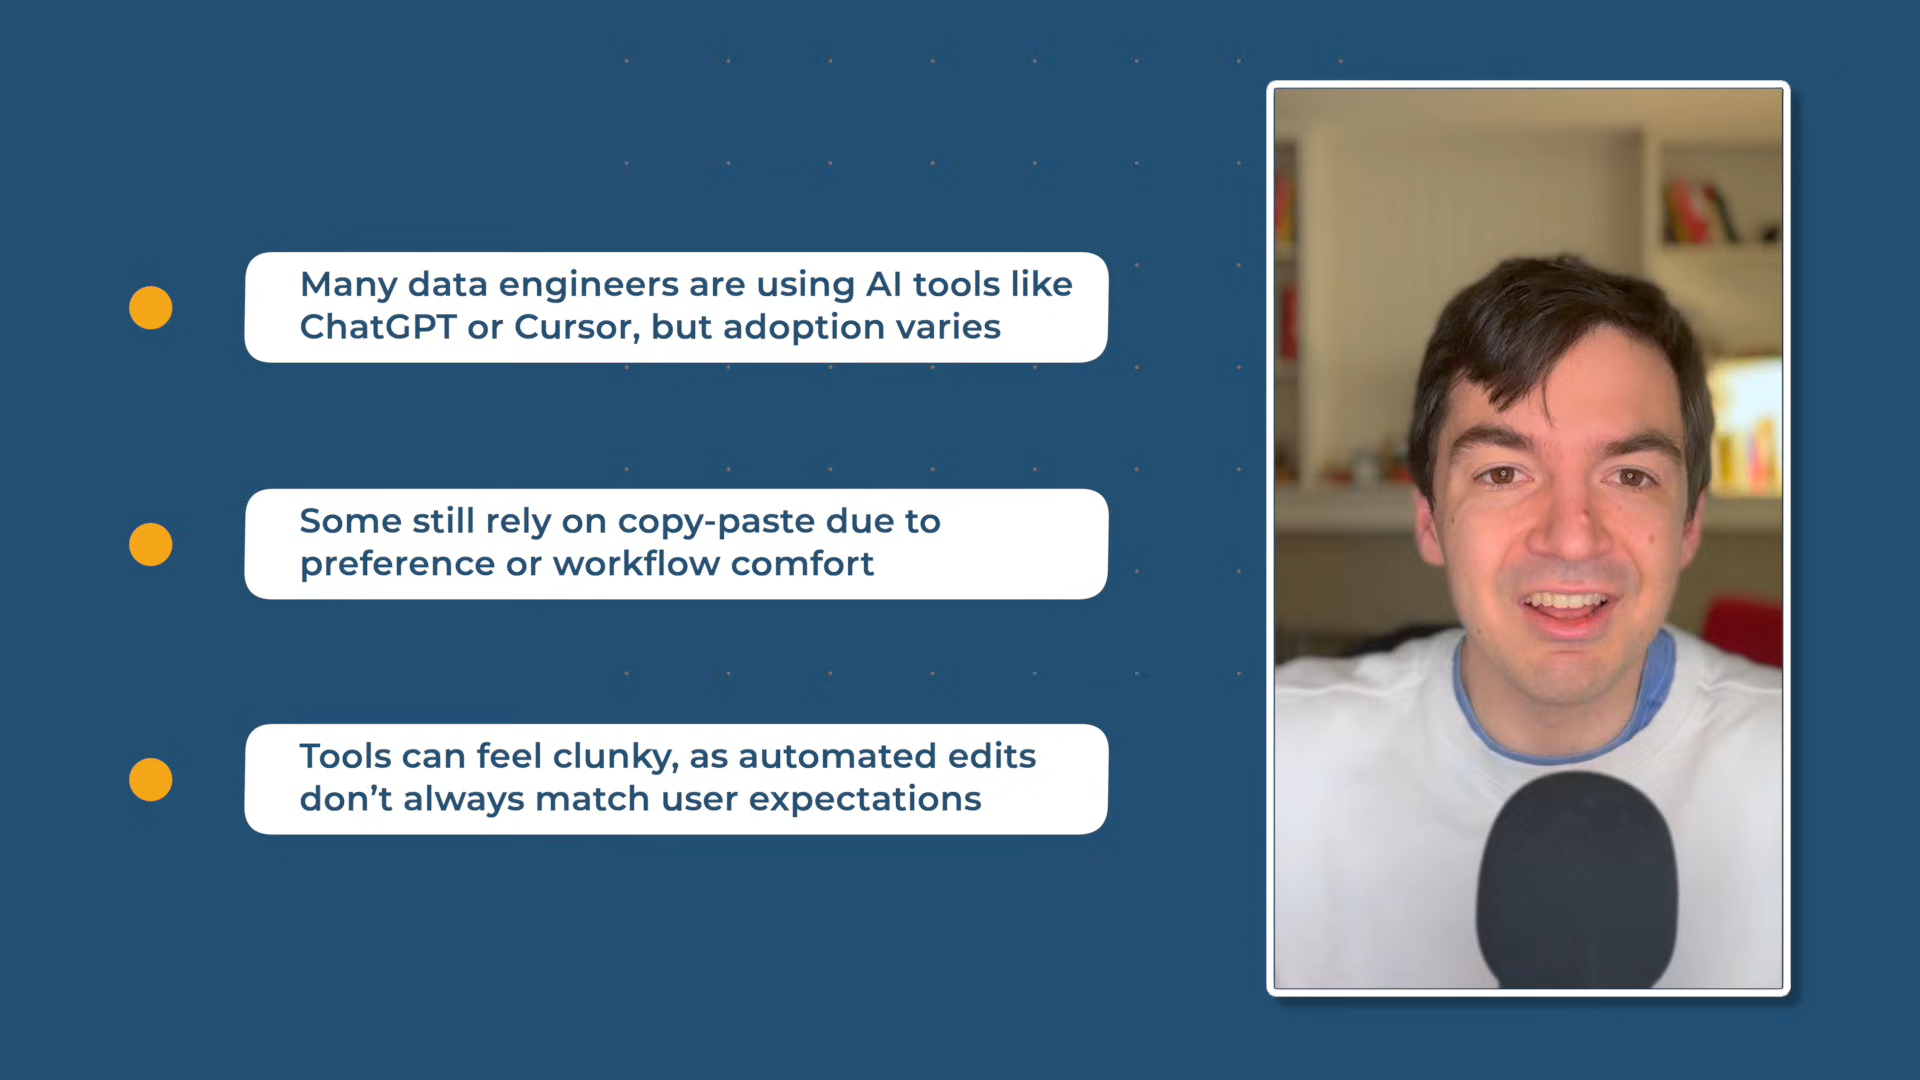 Many data engineers are using AI tools like
ChatGPT or Cursor, but adoption varies
Some still rely on copy-paste due to
preference or workflow comfort
Tools can feel clunky, as automated edits
don’t always match user expectations